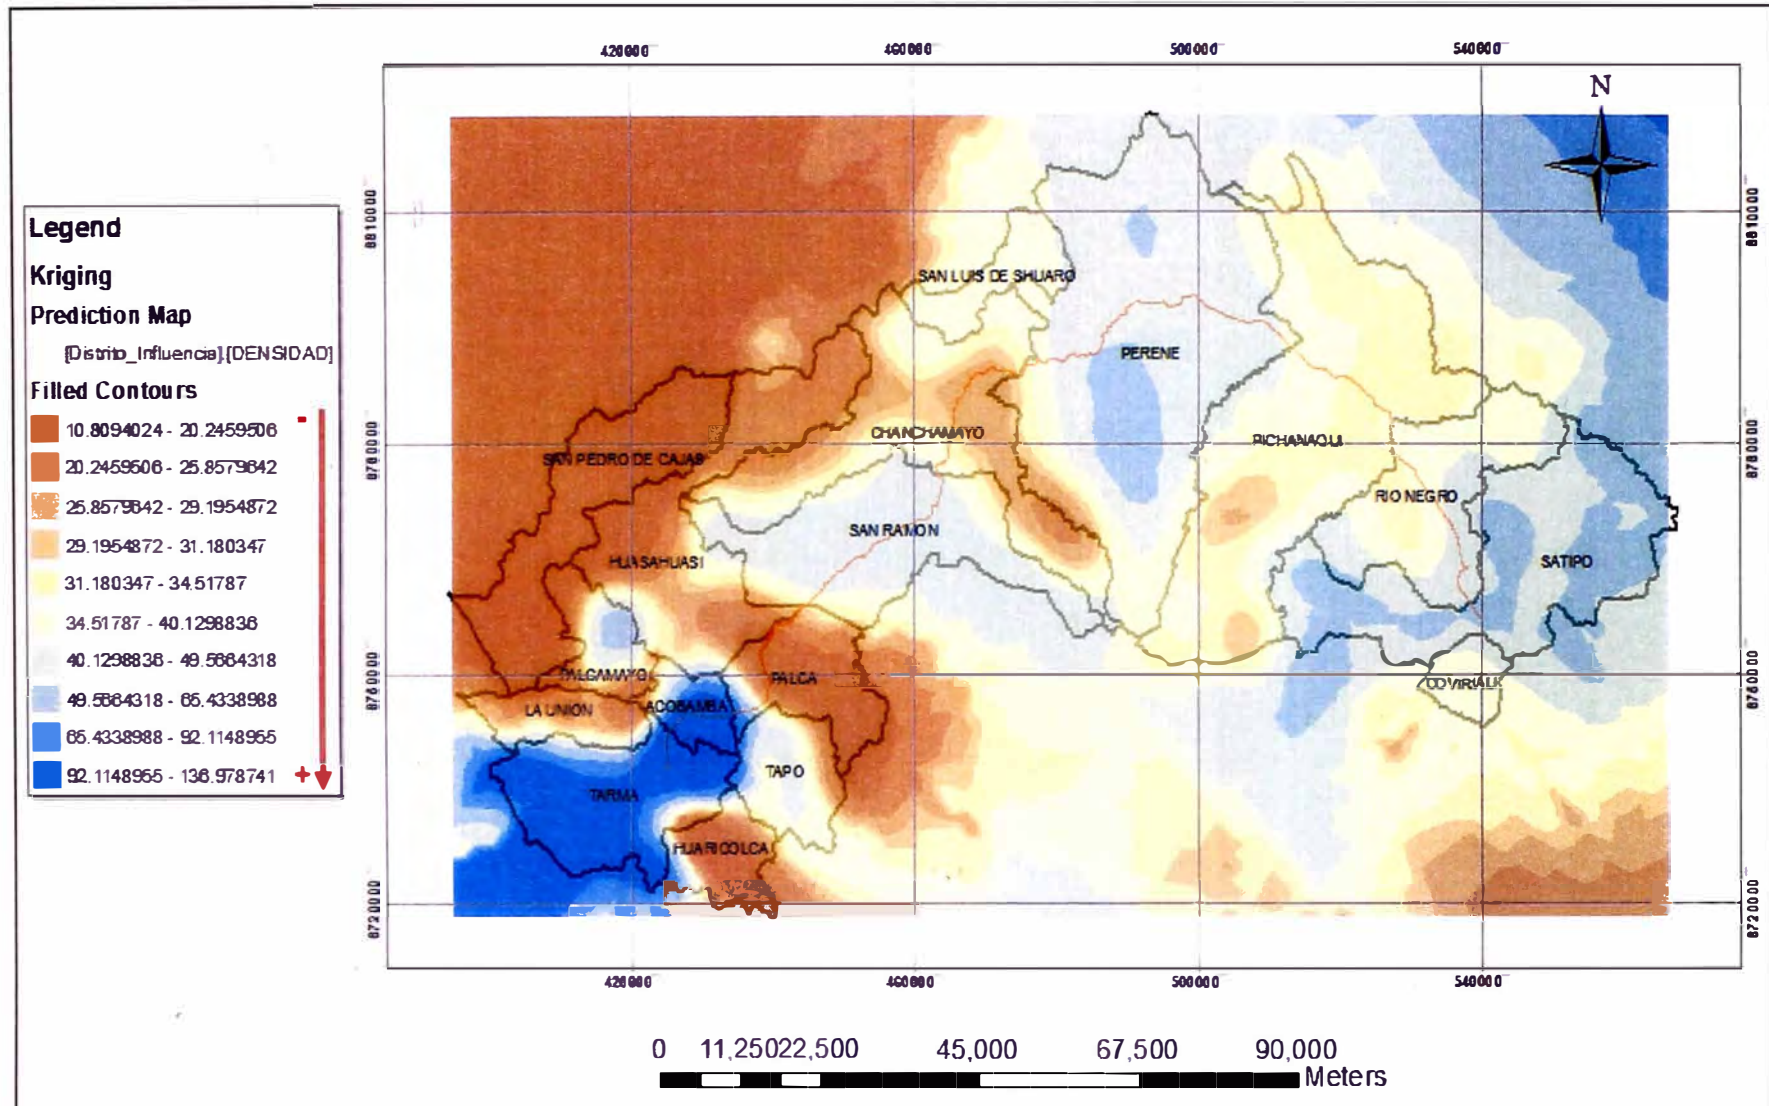 420000 460000 500000 540000
N
8810000 8810000
Legend
Kriging
Prediction Map
[Distrito_Influencia].[DENSIDAD]
Filled Contours
10.8094024 - 20.2459506 -
20.2459506 - 25.8579642
25.8579642 - 29.1954872
29.1954872 - 31.180347
31.180347 - 34.51787
34.51787 - 40.1298836
40.1298836 - 49.5664318
49.5664318 - 65.4338988
65.4338988 - 92.1148955
92.1148955 - 136.978741 +
SAN LUIS DE SHUARO
PERENE
CHANCHAMAYO
PICHANAQUI
8780000
SAN PEDRO DE CAJAS
RIO NEGRO
SAN RAMON
HUASAHUASI
SATIPO
PALCAMAYO
PALCA
8760000 8760000
COVIRIALI
LA UNION
ACOBAMBA
TAPO
TARMA
HUARICOLCA
8720000 8720000
420000 460000 500000 540000
0 11,250 22,500 45,000 67,500 90,000
Meters